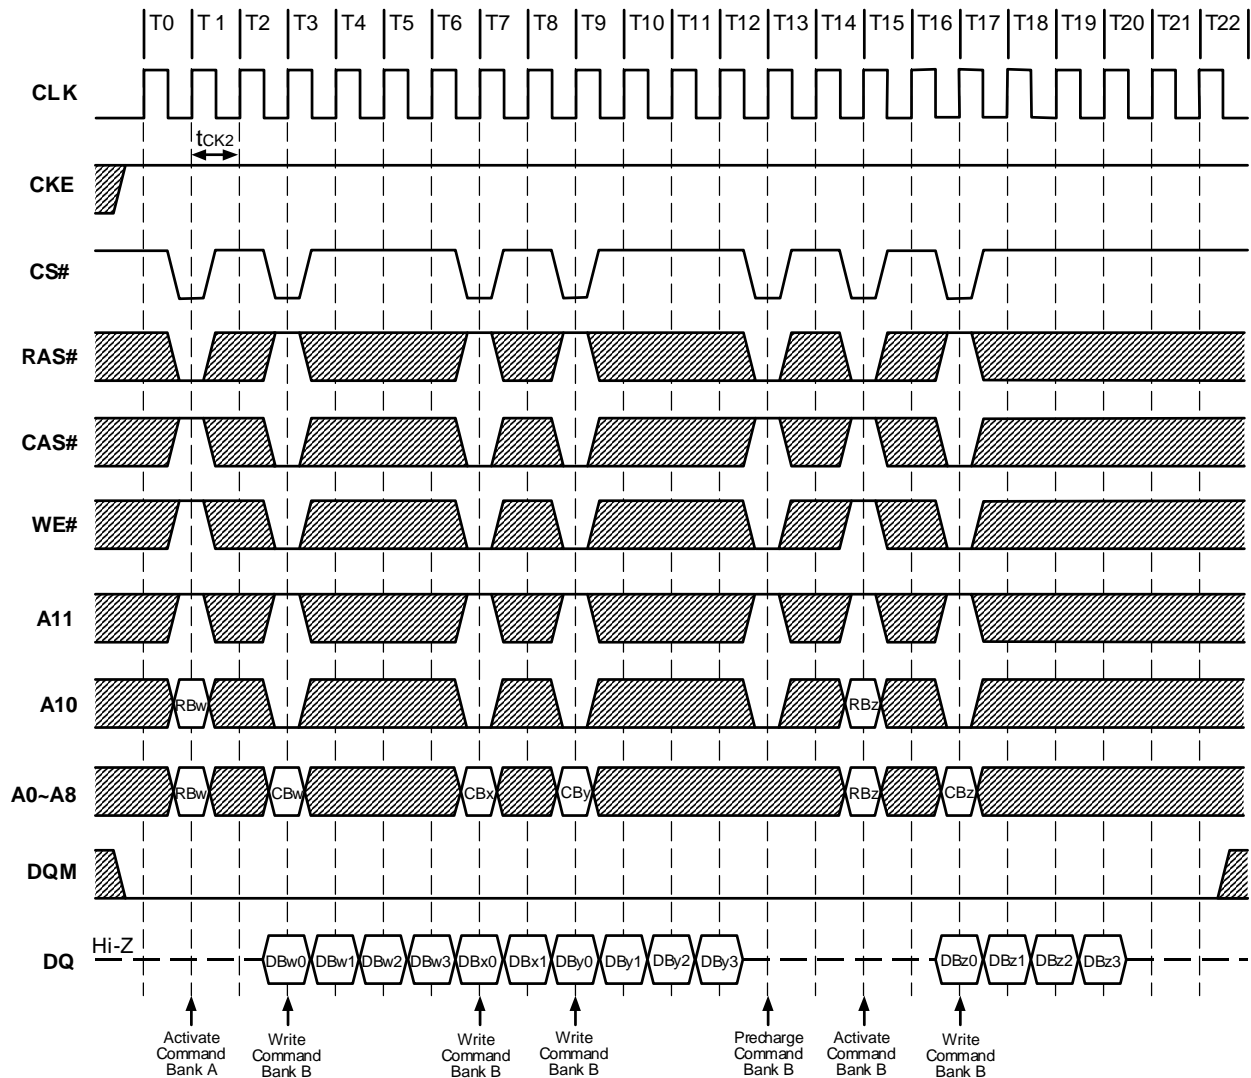 T0 T1 T2 T3 T4 T5 T6 T7 T8 T9 T10 T11 T12 T13 T14 T15 T16 T17 T18 T19 T20 T21 T22
CLK
tCK2
CKE
CS#
RAS#
CAS#
WE#
A11
A10 RBw RBz
A0~A8 RBw CBw CBx CBy RBz CBz
DQM
Hi-Z
DQ DBw0 DBw1 DBw2 DBw3 DBx0 DBx1 DBy0 DBy1 DBy2 DBy3 DBz0 DBz1 DBz2 DBz3
Activate Write Write Write Precharge Activate Write
Command Command Command Command Command Command Command
Bank A Bank B Bank B Bank B Bank B Bank B Bank B